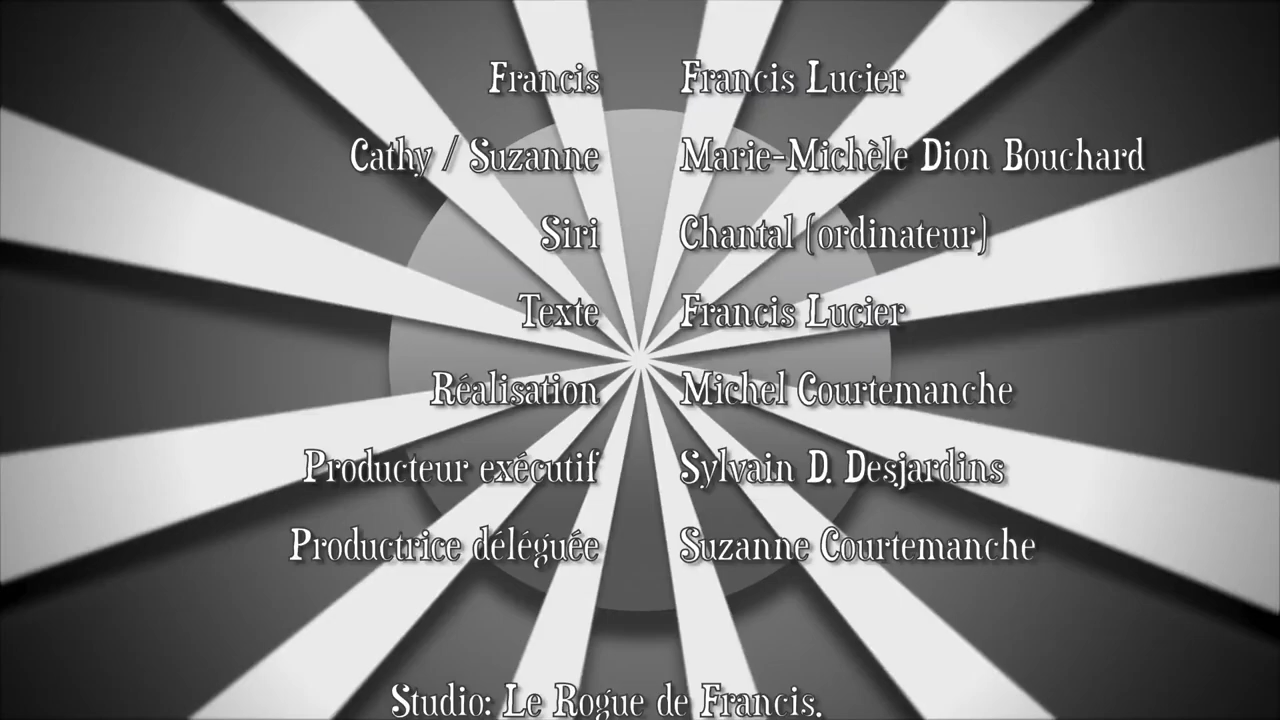 Francis Francis Lucier
Cathy / Suzanne Marie-Michèle Dion Bouchard
Siri Chantal (ordinateur)
Texte Francis Lucier
Réalisation Michel Courtemanche
Producteur exécutif Sylvain D. Desjardins
Productrice déléguée Suzanne Courtemanche
Studio: Le Rogue de Francis.